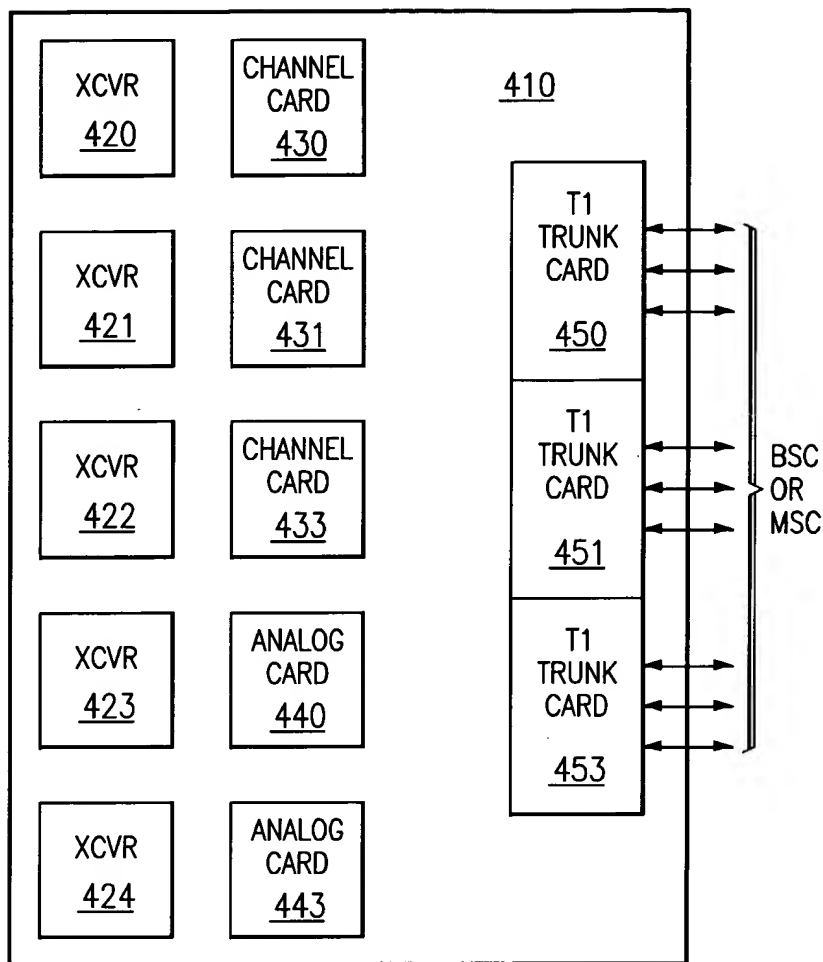 XCVR
420
CHANNEL
CARD
430
410
XCVR
421
CHANNEL
CARD
431
T1
TRUNK
CARD
450
XCVR
422
CHANNEL
CARD
433
T1
TRUNK
CARD
451
BSC
OR
MSC
XCVR
423
ANALOG
CARD
440
T1
TRUNK
CARD
453
XCVR
424
ANALOG
CARD
443